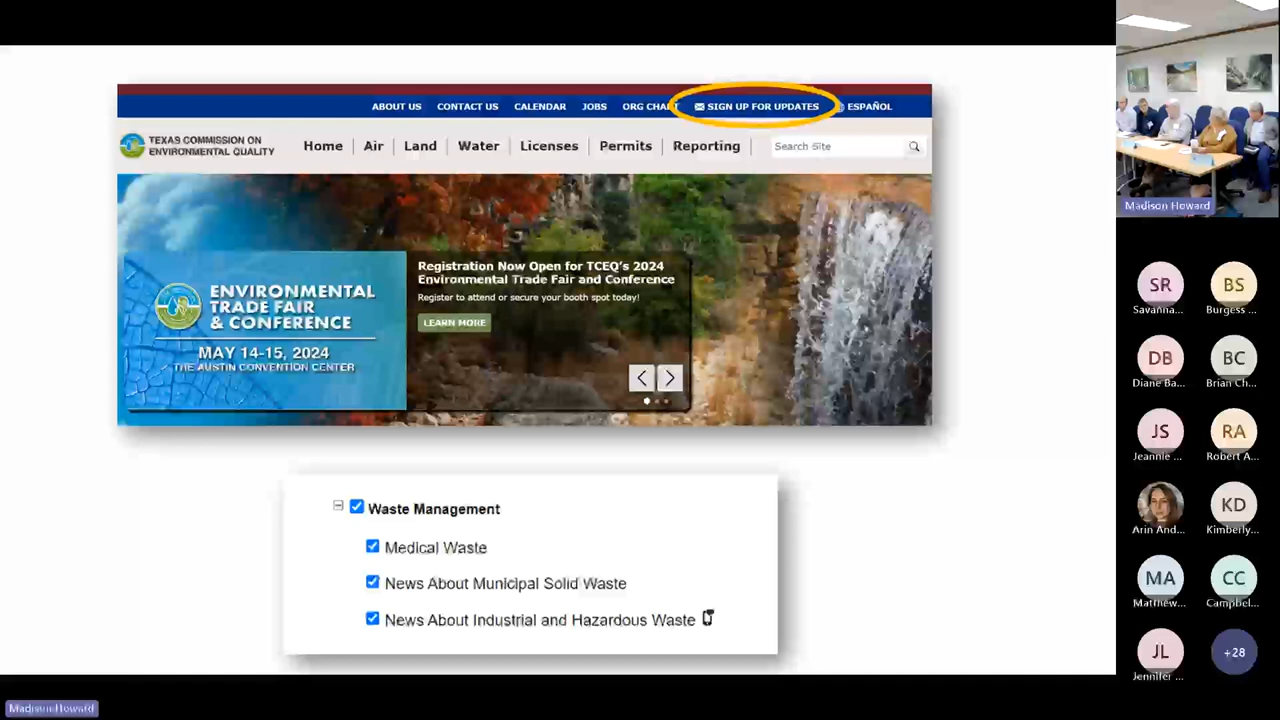 ABOUT US CONTACT US CALENDAR JOBS ORG CHART SIGN UP FOR UPDATES ESPAÑOL
TEXAS COMMISSION ON
ENVIRONMENTAL QUALITY
Home Air Land Water Licenses Permits Reporting Search Site
ENVIRONMENTAL
TRADE FAIR
& CONFERENCE
MAY 14-15, 2024
THE AUSTIN CONVENTION CENTER
Registration Now Open for TCEQ's 2024
Environmental Trade Fair and Conference
Register to attend or secure your booth spot today!
LEARN MORE
Waste Management
Medical Waste
News About Municipal Solid Waste
News About Industrial and Hazardous Waste
Madison Howard
SR BS
Savanna... Burgess ...
DB BC
Diane Ba... Brian Ch...
JS RA
Jeannie ... Robert A...
KD
Arin And... Kimberly...
MA CC
Matthew... Campbel...
JL +28
Jennifer ...
Madison Howard